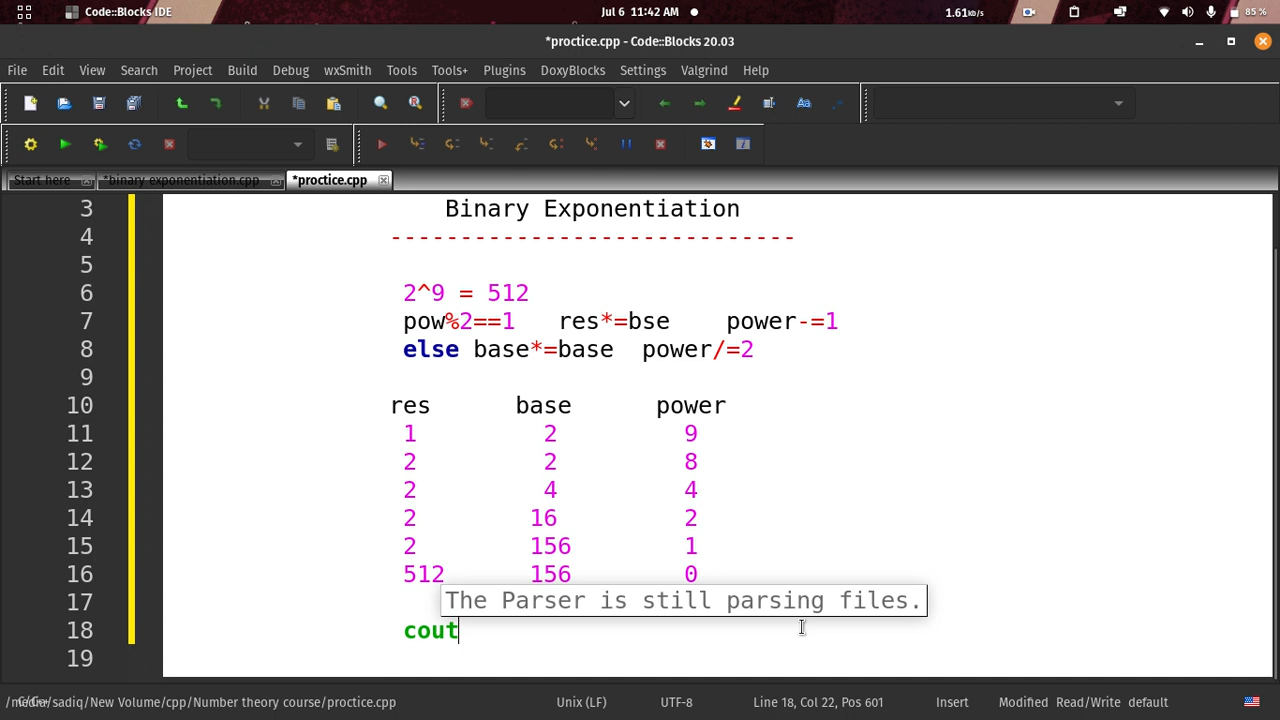 Code::Blocks IDE
Jul 6 11:42 AM
1.61kb/s
85 %
*proctice.cpp - Code::Blocks 20.03
File Edit View Search Project Build Debug wxSmith Tools Tools+ Plugins DoxyBlocks Settings Valgrind Help
Start here *binary exponentiation.cpp *proctice.cpp
3 Binary Exponentiation
4 -----------------------------
5
6 2^9 = 512
7 pow%2==1 res*=bse power-=1
8 else base*=base power/=2
9
10 res base power
11 1 2 9
12 2 2 8
13 2 4 4
14 2 16 2
15 2 156 1
16 512 156 0
The Parser is still parsing files.
17
18 cout
19
Unix (LF) UTF-8 Line 18, Col 22, Pos 601 Insert Modified Read/Write default